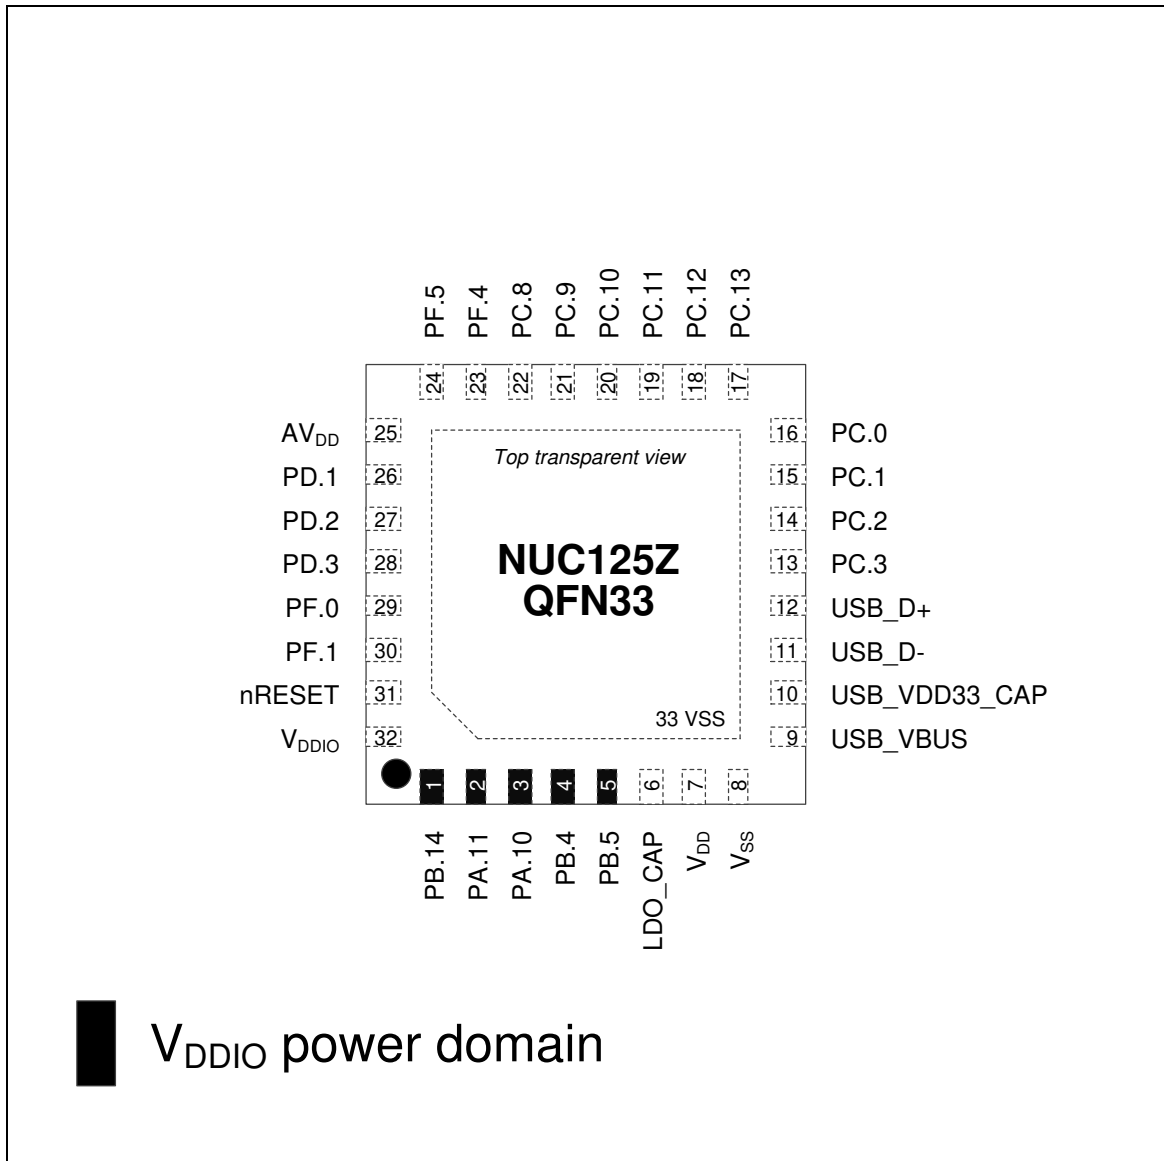 PF.5
PF.4
PC.8
PC.9
PC.10
PC.11
PC.12
PC.13
24
23
22
21
20
19
18
17
AVDD 25
PD.1 26
PD.2 27
PD.3 28
PF.0 29
PF.1 30
nRESET 31
VDDIO 32
Top transparent view
NUC125Z
QFN33
33 VSS
16 PC.0
15 PC.1
14 PC.2
13 PC.3
12 USB_D+
11 USB_D-
10 USB_VDD33_CAP
9 USB_VBUS
1
2
3
4
5
6
7
8
PB.14
PA.11
PA.10
PB.4
PB.5
LDO_CAP
VDD
VSS
VDDIO power domain